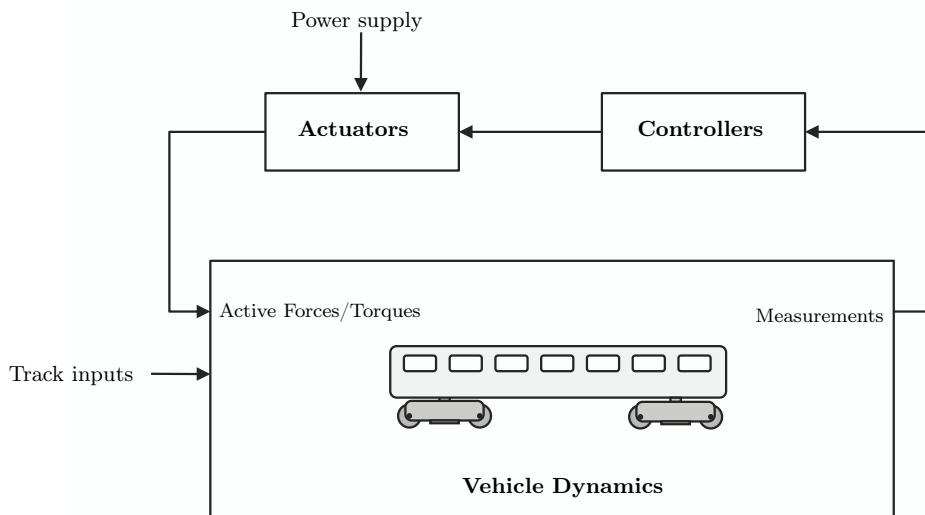 Power supply
Actuators
Controllers
Active Forces/Torques
Measurements
Track inputs
Vehicle Dynamics